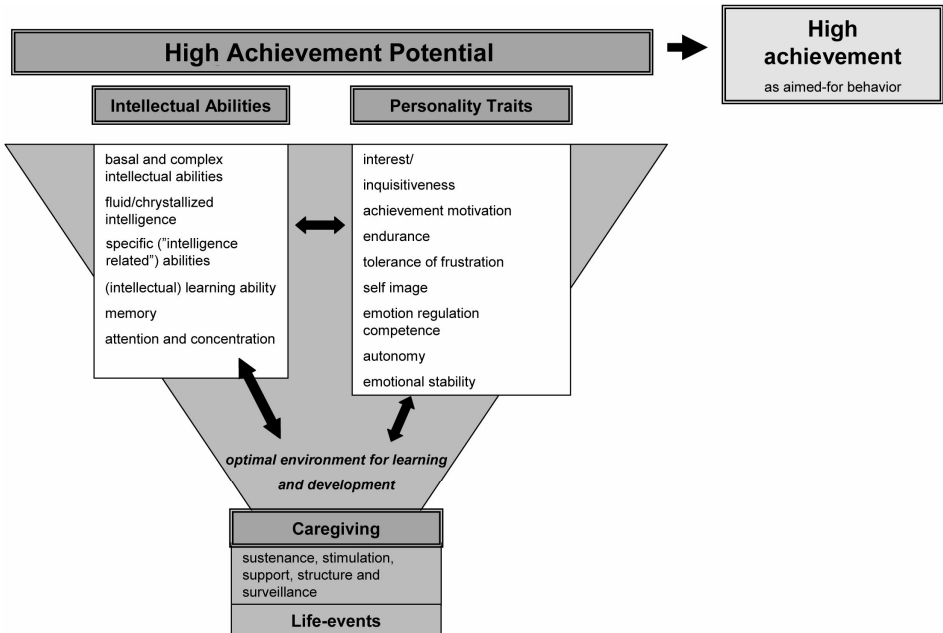 High Achievement Potential
High
achievement
as aimed-for behavior
Intellectual Abilities
Personality Traits
basal and complex
intellectual abilities
fluid/chrystallized
intelligence
specific (”intelligence
related”) abilities
(intellectual) learning ability
memory
attention and concentration
interest/
inquisitiveness
achievement motivation
endurance
tolerance of frustration
self image
emotion regulation
competence
autonomy
emotional stability
optimal environment for learning
and development
Caregiving
sustenance, stimulation,
support, structure and
surveillance
Life-events